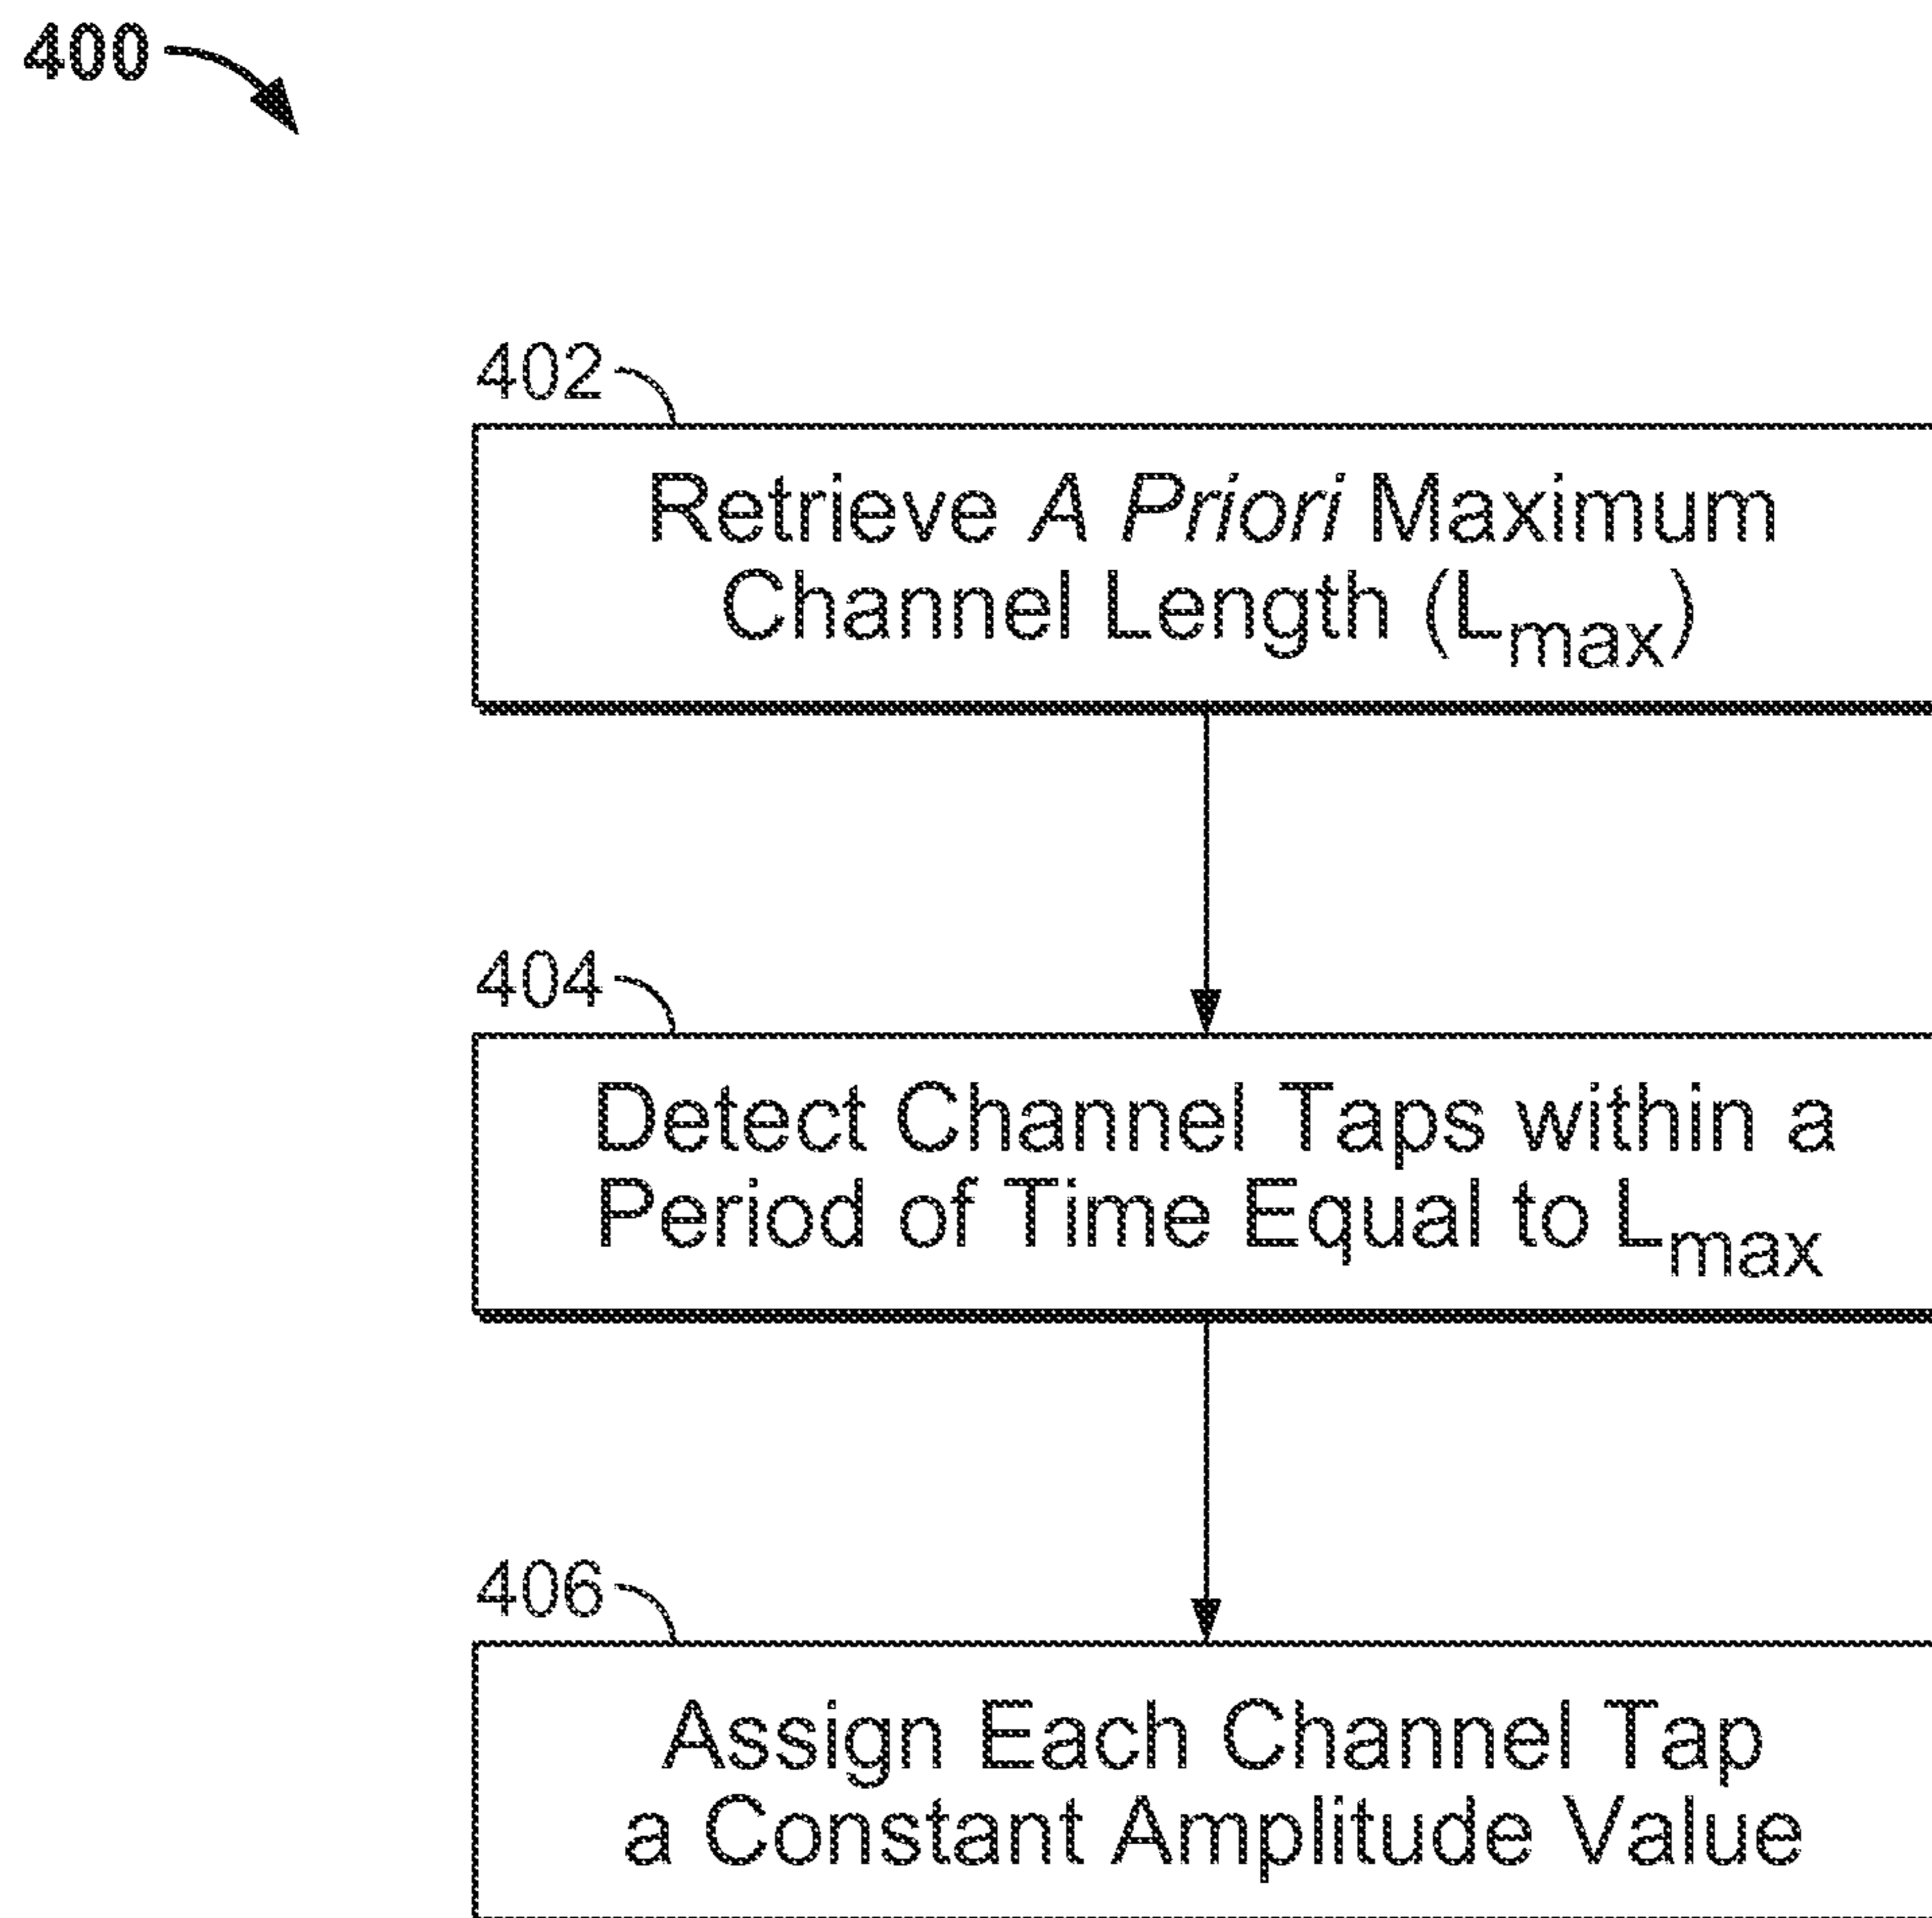 400
402
Retrieve A Priori Maximum
Channel Length (Lmax)
404
Detect Channel Taps within a
Period of Time Equal to Lmax
406
Assign Each Channel Tap
a Constant Amplitude Value